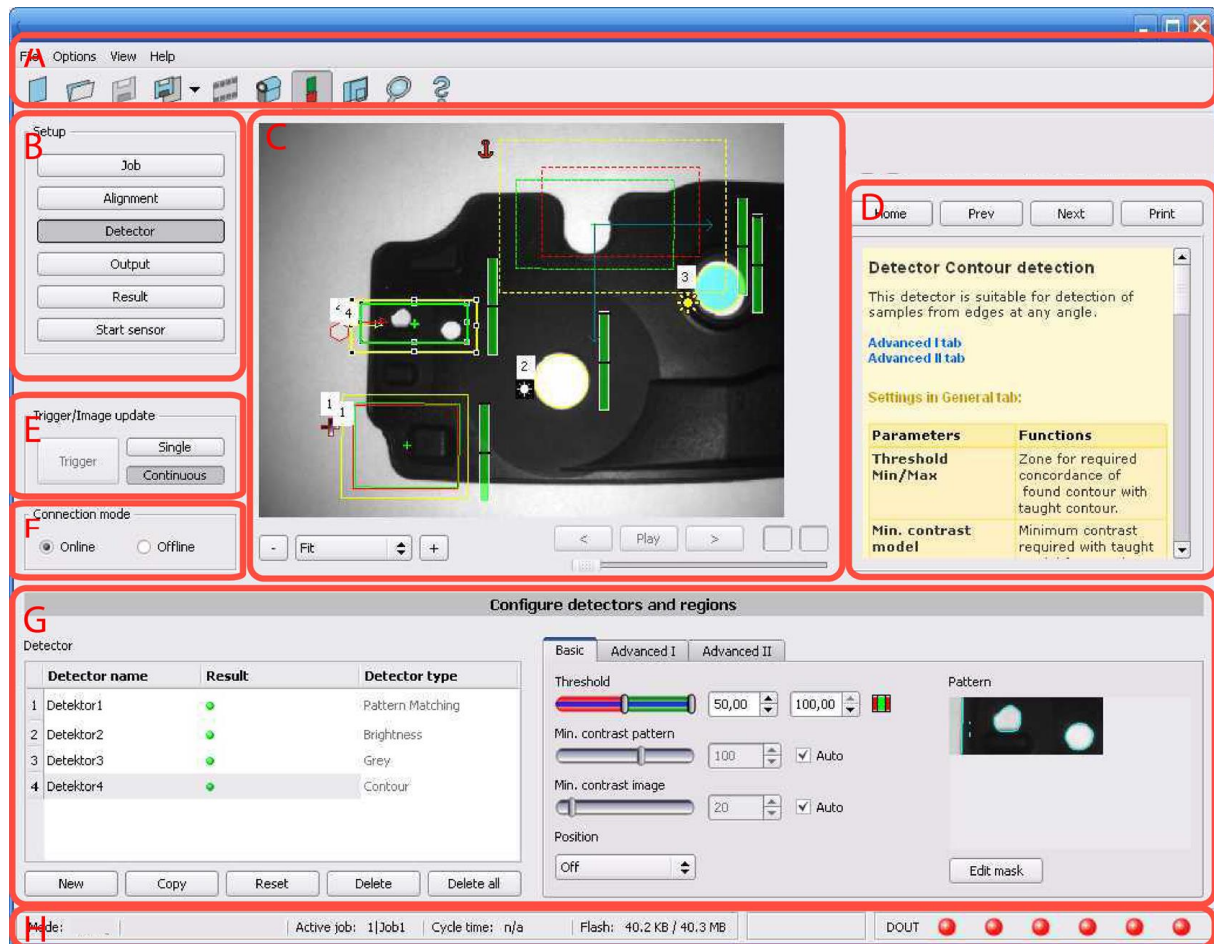 A
File Options View Help
B
Setup
Job
Alignment
Detector
Output
Result
Start sensor
C
3
4
2
1
1
D
Home Prev Next Print
Detector Contour detection
This detector is suitable for detection of
samples from edges at any angle.
Advanced I tab
Advanced II tab
Settings in General tab:
Parameters Functions
Threshold
Min/Max
Zone for required
concordance of
found contour with
taught contour.
Min. contrast
model
Minimum contrast
required with taught
E
Trigger/Image update
Trigger
Single
Continuous
F
Connection mode
Online Offline
- Fit +
< Play >
G
Configure detectors and regions
Detector
Detector name Result Detector type
1 Detektor1 Pattern Matching
2 Detektor2 Brightness
3 Detektor3 Grey
4 Detektor4 Contour
New Copy Reset Delete Delete all
Basic Advanced I Advanced II
Threshold
50,00 100,00
Min. contrast pattern
100 Auto
Min. contrast image
20 Auto
Position
Off
Pattern
Edit mask
H
Mode: Active job: 1|Job1 Cycle time: n/a Flash: 40.2 KB / 40.3 MB DOUT